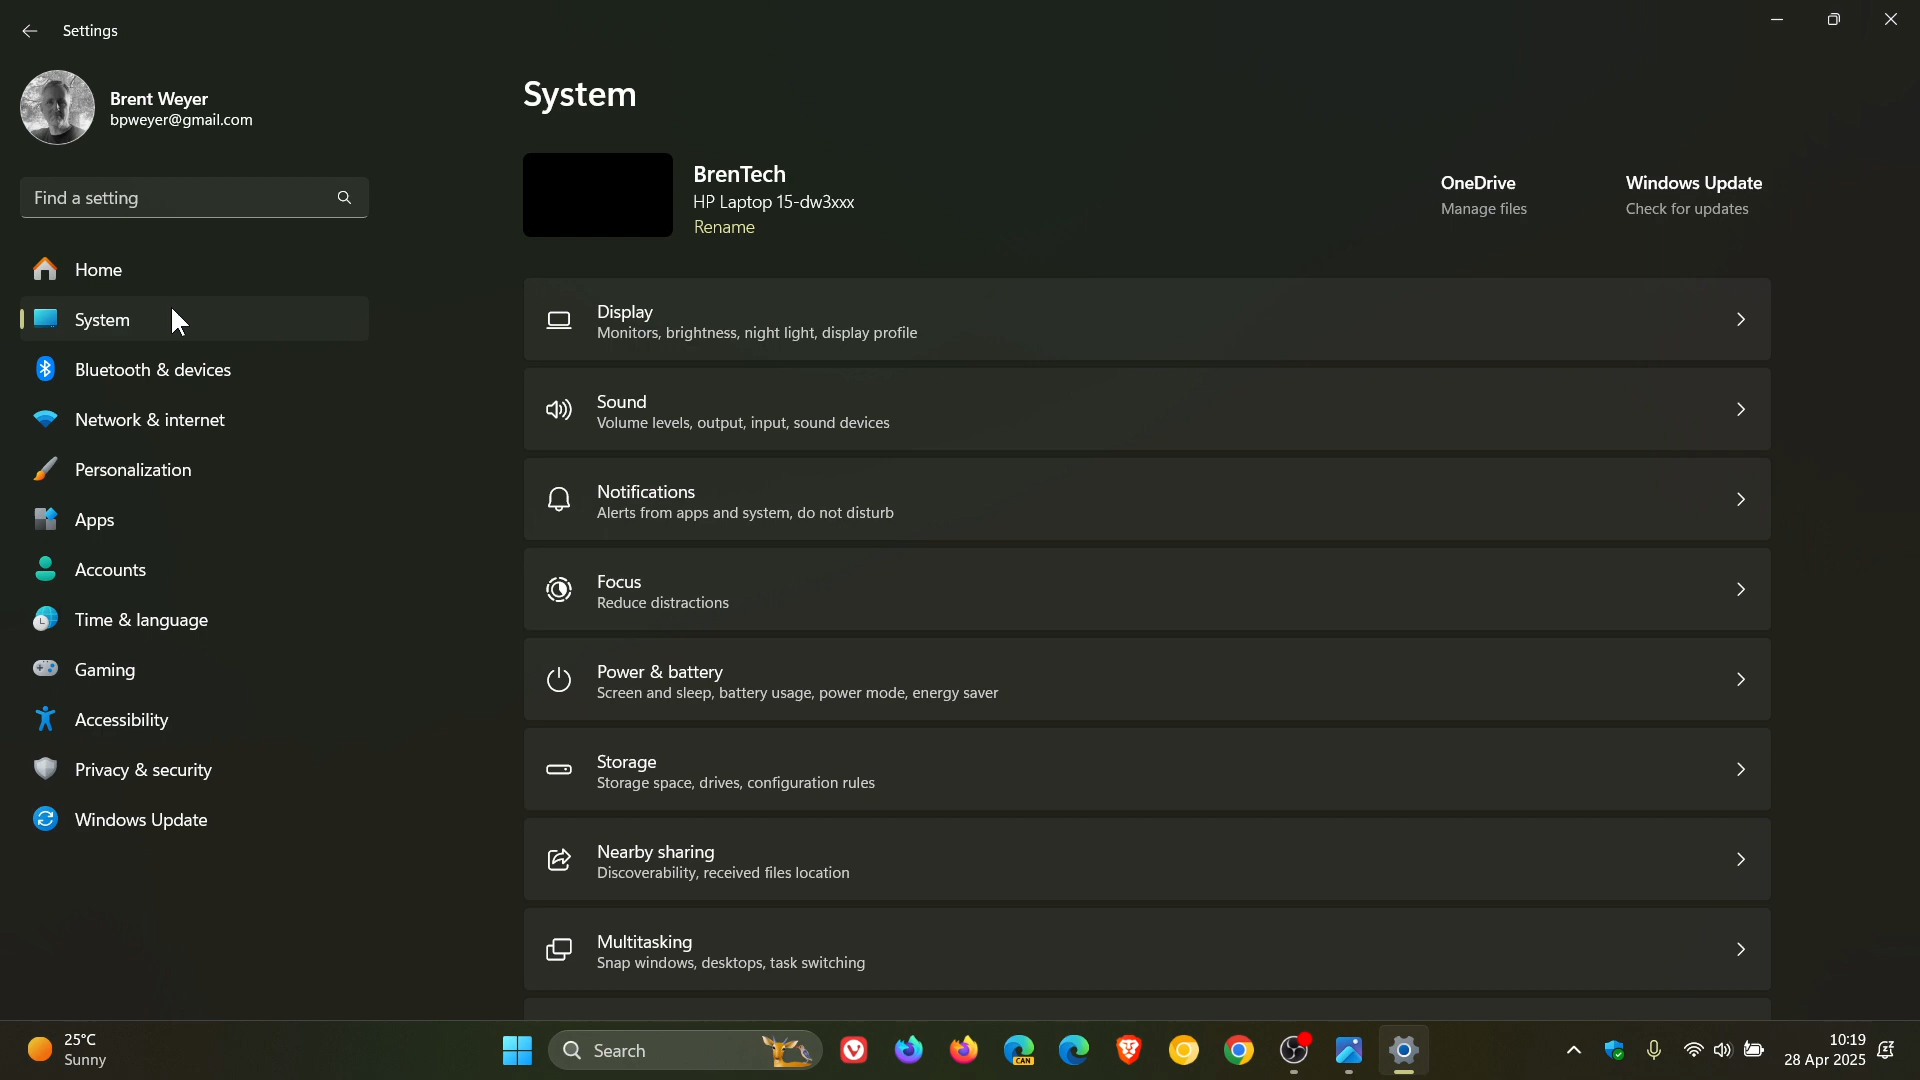 Settings
Brent Weyer
bpweyer@gmail.com
Find a setting
Home
System
Bluetooth & devices
Network & internet
Personalization
Apps
Accounts
Time & language
Gaming
Accessibility
Privacy & security
Windows Update
System
BrenTech
HP Laptop 15-dw3xxx
Rename
OneDrive
Manage files
Windows Update
Check for updates
Display
Monitors, brightness, night light, display profile
Sound
Volume levels, output, input, sound devices
Notifications
Alerts from apps and system, do not disturb
Focus
Reduce distractions
Power & battery
Screen and sleep, battery usage, power mode, energy saver
Storage
Storage space, drives, configuration rules
Nearby sharing
Discoverability, received files location
Multitasking
Snap windows, desktops, task switching
25°C
Sunny
Search
CAN
10:19
28 Apr 2025